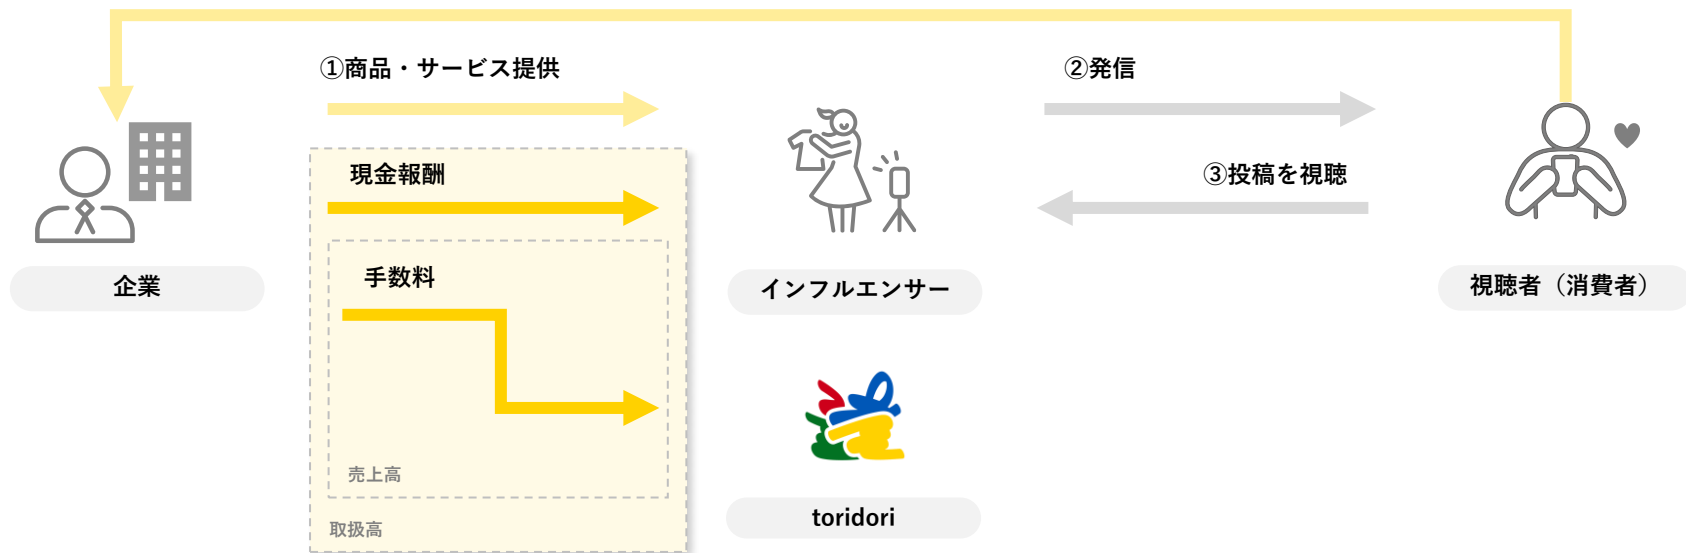 ①商品・サービス提供
②発信
現金報酬
③投稿を視聴
手数料
企業
インフルエンサー
視聴者（消費者）
売上高
取扱高
toridori